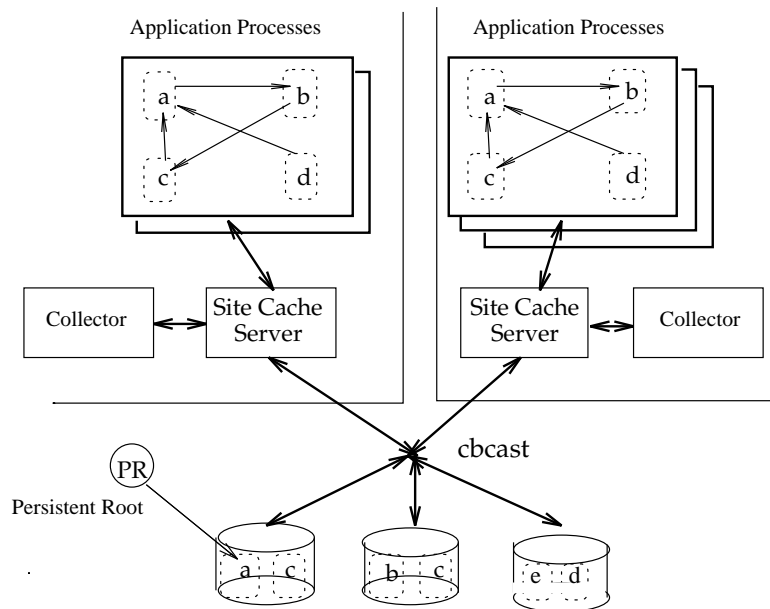 Application Processes
Application Processes
a
b
c
d
a
b
c
d
Collector
Site Cache
Server
Site Cache
Server
Collector
cbcast
PR
Persistent Root
a
c
b
c
e
d